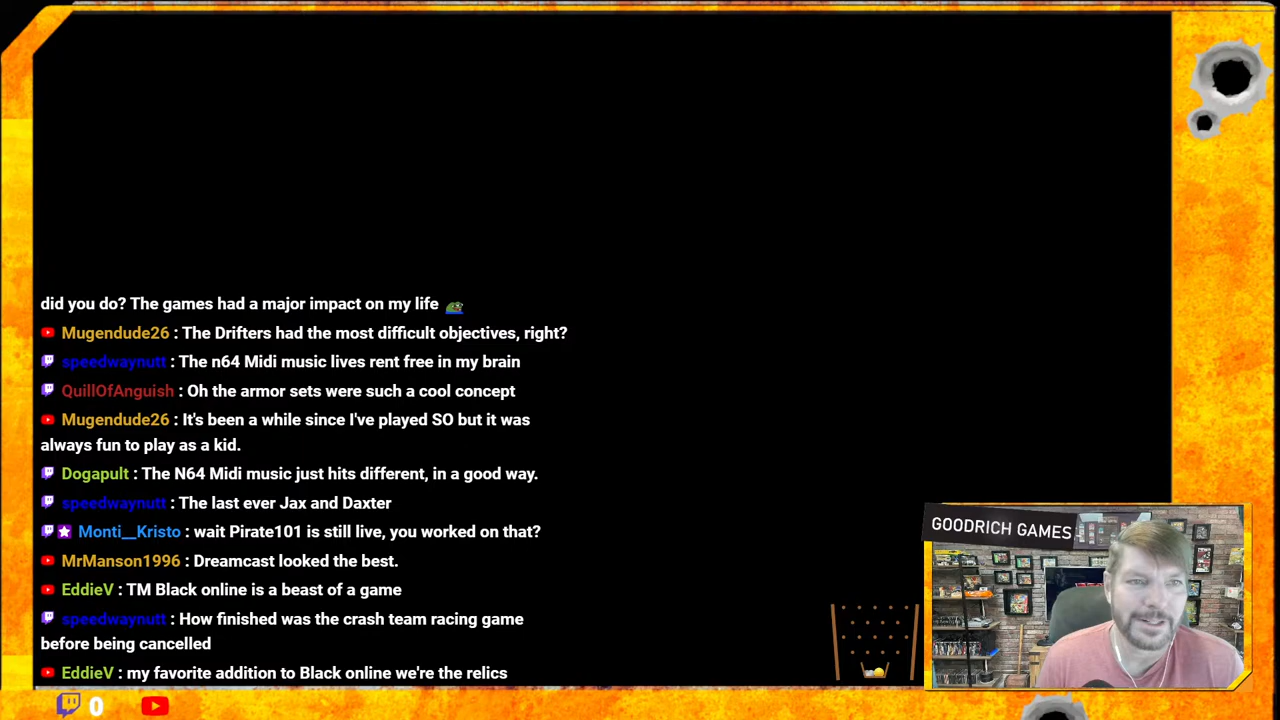 did you do? The games had a major impact on my life
Mugendude26 : The Drifters had the most difficult objectives, right?
speedwaynutt : The n64 Midi music lives rent free in my brain
QuillOfAnguish : Oh the armor sets were such a cool concept
Mugendude26 : It's been a while since I've played SO but it was
always fun to play as a kid.
Dogapult : The N64 Midi music just hits different, in a good way.
speedwaynutt : The last ever Jax and Daxter
Monti__Kristo : wait Pirate101 is still live, you worked on that?
MrManson1996 : Dreamcast looked the best.
EddieV : TM Black online is a beast of a game
speedwaynutt : How finished was the crash team racing game
before being cancelled
EddieV : my favorite addition to Black online we're the relics
GOODRICH GAMES
0